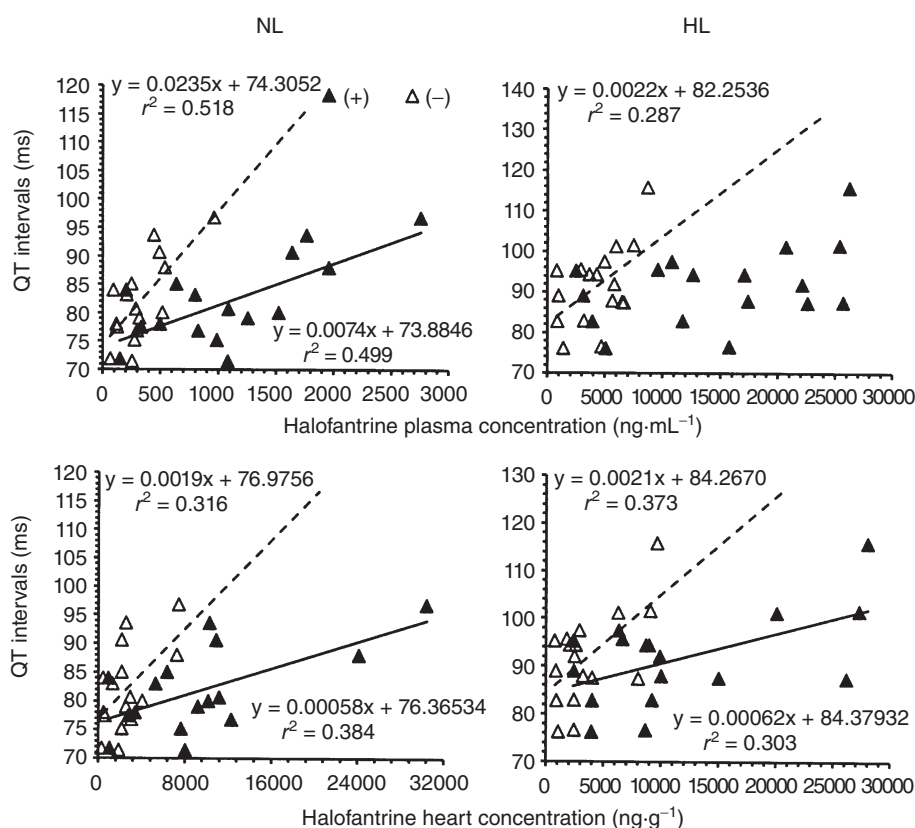 NL
HL
QT intervals (ms)
120
115
110
105
100
95
90
85
80
75
70
y = 0.0235x + 74.3052
r² = 0.518
(+)
(–)
y = 0.0074x + 73.8846
r² = 0.499
0 500 1000 1500 2000 2500 3000
140
130
120
110
100
90
80
70
y = 0.0022x + 82.2536
r² = 0.287
0 5000 10000 15000 20000 25000 30000
Halofantrine plasma concentration (ng·mL⁻¹)
QT intervals (ms)
120
115
110
105
100
95
90
85
80
75
70
y = 0.0019x + 76.9756
r² = 0.316
y = 0.00058x + 76.36534
r² = 0.384
0 8000 16000 24000 32000
130
120
110
100
90
80
70
y = 0.0021x + 84.2670
r² = 0.373
y = 0.00062x + 84.37932
r² = 0.303
0 5000 10000 15000 20000 25000 30000
Halofantrine heart concentration (ng·g⁻¹)